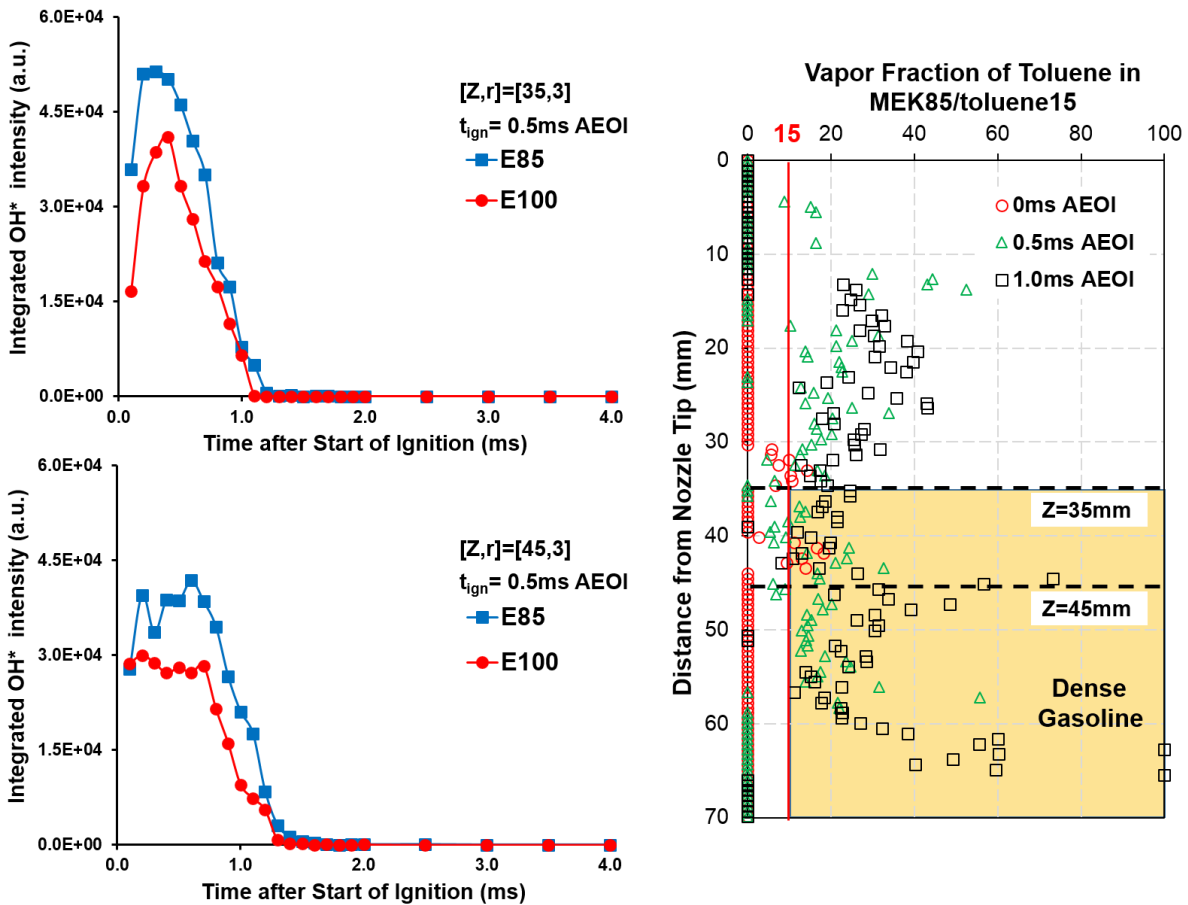 6.0E+04
4.5E+04
3.0E+04
1.5E+04
0.0E+00
Integrated OH* intensity (a.u.)
[Z,r]=[35,3]
tign= 0.5ms AEOI
E85
E100
0.0
1.0
2.0
3.0
4.0
Time after Start of Ignition (ms)
6.0E+04
4.5E+04
3.0E+04
1.5E+04
0.0E+00
Integrated OH* intensity (a.u.)
[Z,r]=[45,3]
tign= 0.5ms AEOI
E85
E100
0.0
1.0
2.0
3.0
4.0
Time after Start of Ignition (ms)
Vapor Fraction of Toluene in
MEK85/toluene15
0
15
20
40
60
80
100
0
10
20
30
40
50
60
70
Distance from Nozzle Tip (mm)
0ms AEOI
0.5ms AEOI
1.0ms AEOI
Z=35mm
Z=45mm
Dense
Gasoline